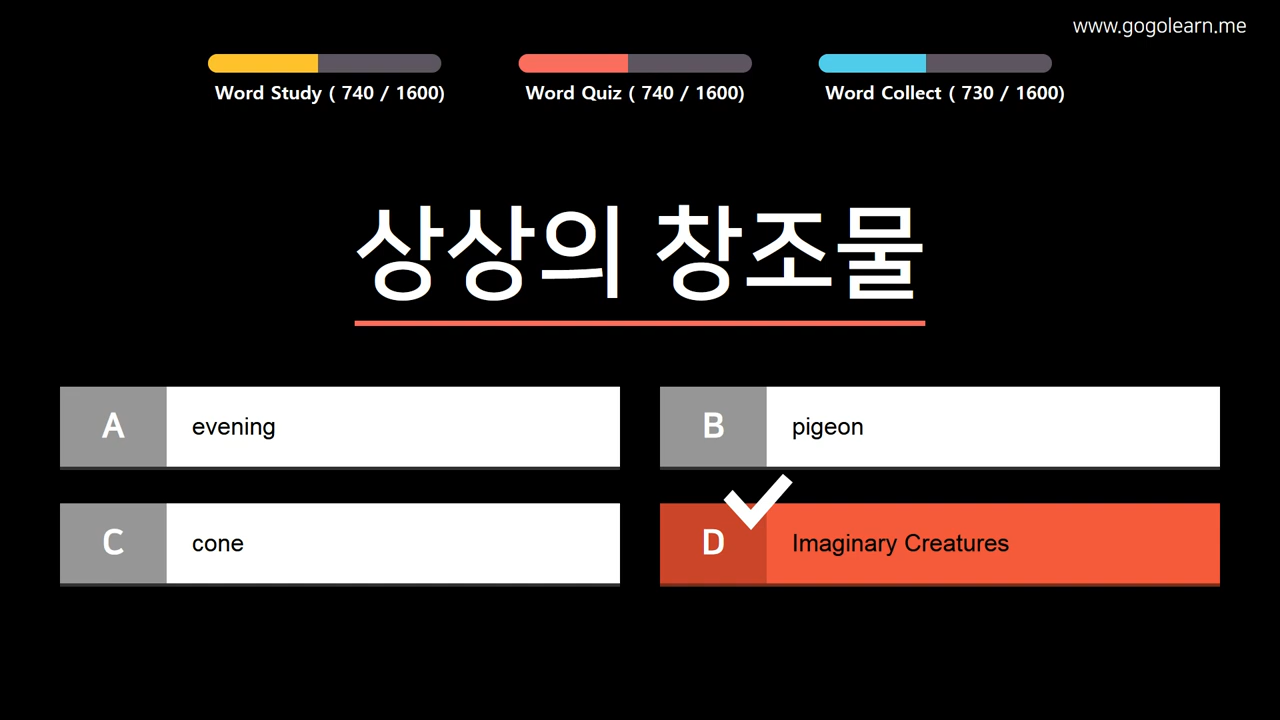 www.gogolearn.me
Word Study ( 740 / 1600)
Word Quiz ( 740 / 1600)
Word Collect ( 730 / 1600)
상상의 창조물
A evening
B pigeon
C cone
D Imaginary Creatures